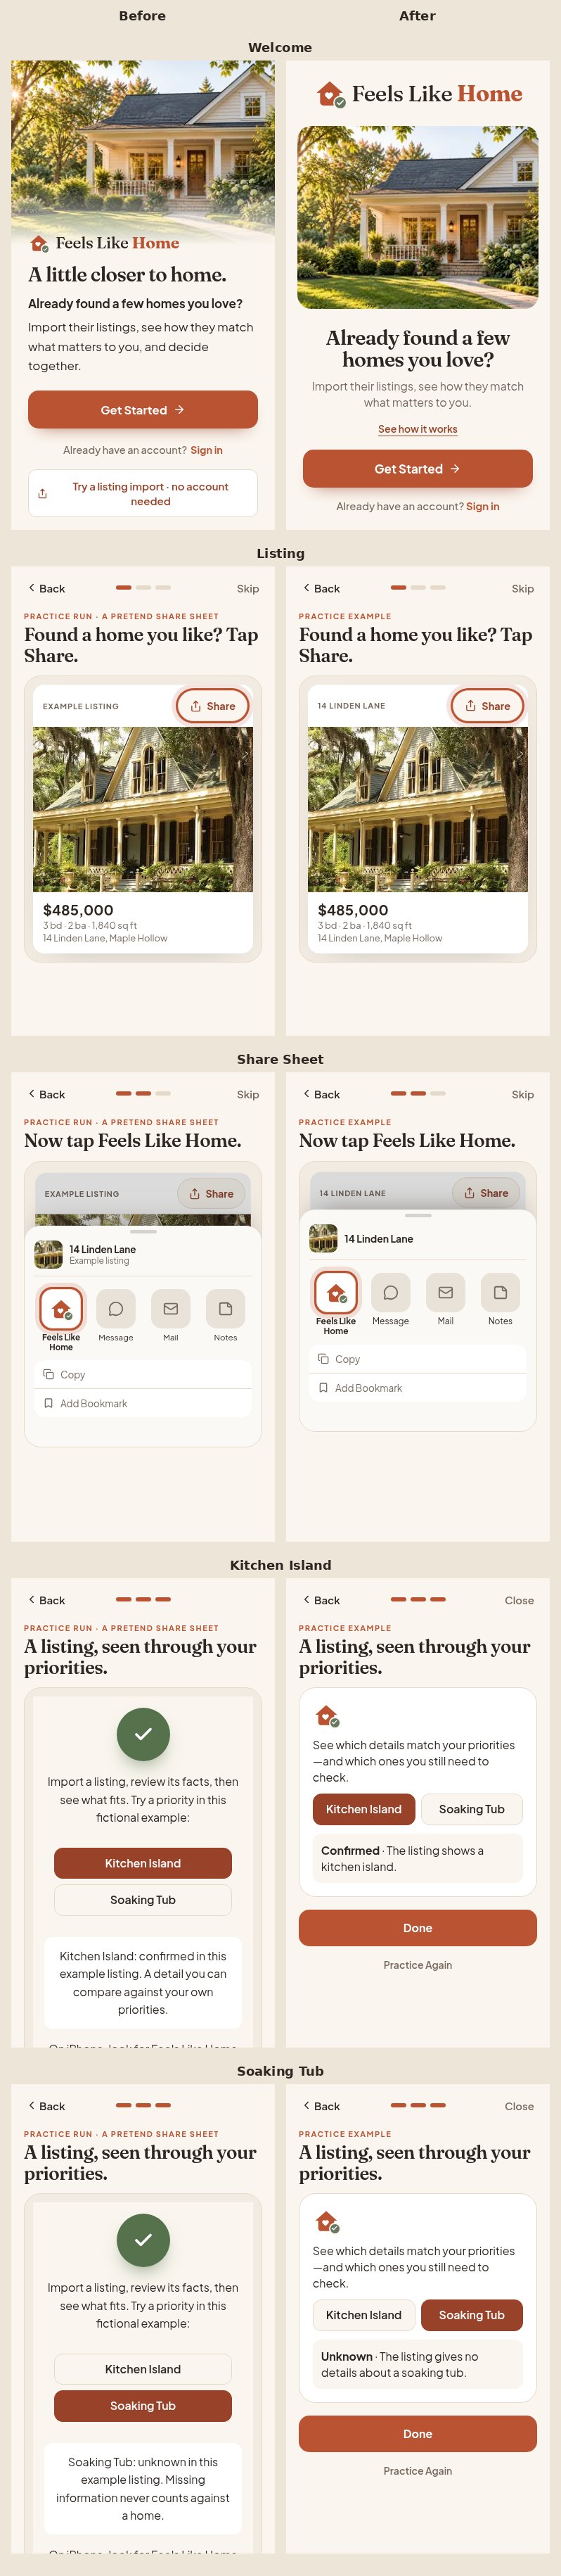 Before
After
Welcome
Feels Like Home
A little closer to home.
Already found a few homes you love?
Import their listings, see how they match
what matters to you, and decide
together.
Get Started
Already have an account? Sign in
Try a listing import · no account
needed
Feels Like Home
Already found a few
homes you love?
Import their listings, see how they match
what matters to you.
See how it works
Get Started
Already have an account? Sign in
Listing
Back
Skip
PRACTICE RUN · A PRETEND SHARE SHEET
Found a home you like? Tap
Share.
EXAMPLE LISTING
Share
$485,000
3 bd · 2 ba · 1,840 sq ft
14 Linden Lane, Maple Hollow
Back
Skip
PRACTICE EXAMPLE
Found a home you like? Tap
Share.
14 LINDEN LANE
Share
$485,000
3 bd · 2 ba · 1,840 sq ft
14 Linden Lane, Maple Hollow
Share Sheet
Back
Skip
PRACTICE RUN · A PRETEND SHARE SHEET
Now tap Feels Like Home.
EXAMPLE LISTING
Share
14 Linden Lane
Example listing
Feels Like
Home
Message
Mail
Notes
Copy
Add Bookmark
Back
Skip
PRACTICE EXAMPLE
Now tap Feels Like Home.
14 LINDEN LANE
Share
14 Linden Lane
Feels Like
Home
Message
Mail
Notes
Copy
Add Bookmark
Kitchen Island
Back
PRACTICE RUN · A PRETEND SHARE SHEET
A listing, seen through your
priorities.
Import a listing, review its facts, then
see what fits. Try a priority in this
fictional example:
Kitchen Island
Soaking Tub
Kitchen Island: confirmed in this
example listing. A detail you can
compare against your own
priorities.
On iPhone, look for Feels Like Home
Back
Close
PRACTICE EXAMPLE
A listing, seen through your
priorities.
See which details match your priorities
—and which ones you still need to
check.
Kitchen Island
Soaking Tub
Confirmed · The listing shows a
kitchen island.
Done
Practice Again
Soaking Tub
Back
PRACTICE RUN · A PRETEND SHARE SHEET
A listing, seen through your
priorities.
Import a listing, review its facts, then
see what fits. Try a priority in this
fictional example:
Kitchen Island
Soaking Tub
Soaking Tub: unknown in this
example listing. Missing
information never counts against
a home.
On iPhone, look for Feels Like Home
Back
Close
PRACTICE EXAMPLE
A listing, seen through your
priorities.
See which details match your priorities
—and which ones you still need to
check.
Kitchen Island
Soaking Tub
Unknown · The listing gives no
details about a soaking tub.
Done
Practice Again